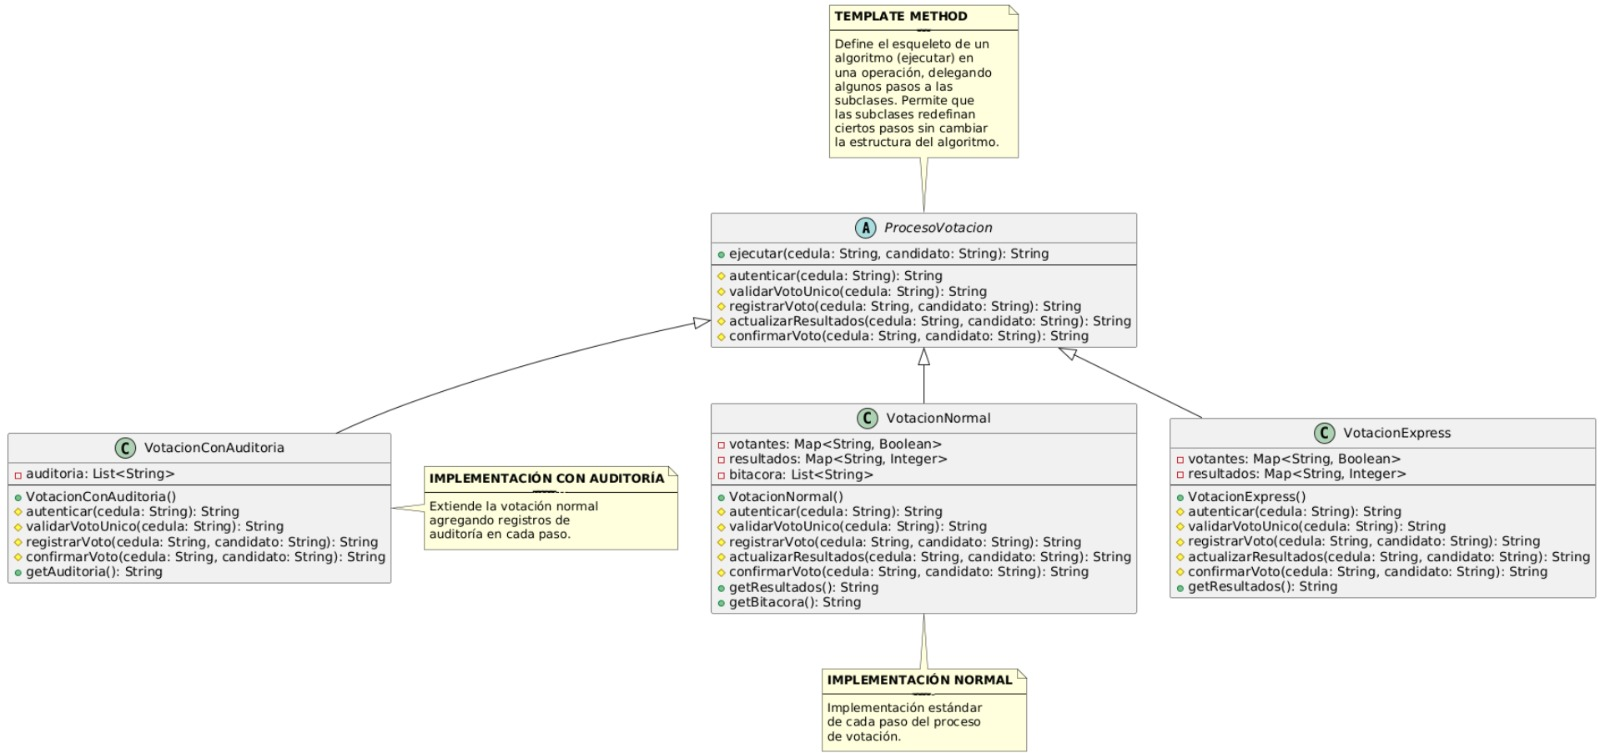 TEMPLATE METHOD
Define el esqueleto de un
algoritmo (ejecutar) en
una operación, delegando
algunos pasos a las
subclases. Permite que
las subclases redefinan
ciertos pasos sin cambiar
la estructura del algoritmo.
A ProcesoVotacion
ejecutar(cedula: String, candidato: String): String
autenticar(cedula: String): String
validarVotoUnico(cedula: String): String
registrarVoto(cedula: String, candidato: String): String
actualizarResultados(cedula: String, candidato: String): String
confirmarVoto(cedula: String, candidato: String): String
C VotacionConAuditoria
auditoria: List<String>
VotacionConAuditoria()
autenticar(cedula: String): String
validarVotoUnico(cedula: String): String
registrarVoto(cedula: String, candidato: String): String
confirmarVoto(cedula: String, candidato: String): String
getAuditoria(): String
IMPLEMENTACIÓN CON AUDITORÍA
Extiende la votación normal
agregando registros de
auditoría en cada paso.
C VotacionNormal
votantes: Map<String, Boolean>
resultados: Map<String, Integer>
bitacora: List<String>
VotacionNormal()
autenticar(cedula: String): String
validarVotoUnico(cedula: String): String
registrarVoto(cedula: String, candidato: String): String
actualizarResultados(cedula: String, candidato: String): String
confirmarVoto(cedula: String, candidato: String): String
getResultados(): String
getBitacora(): String
C VotacionExpress
votantes: Map<String, Boolean>
resultados: Map<String, Integer>
VotacionExpress()
autenticar(cedula: String): String
validarVotoUnico(cedula: String): String
registrarVoto(cedula: String, candidato: String): String
actualizarResultados(cedula: String, candidato: String): String
confirmarVoto(cedula: String, candidato: String): String
getResultados(): String
IMPLEMENTACIÓN NORMAL
Implementación estándar
de cada paso del proceso
de votación.